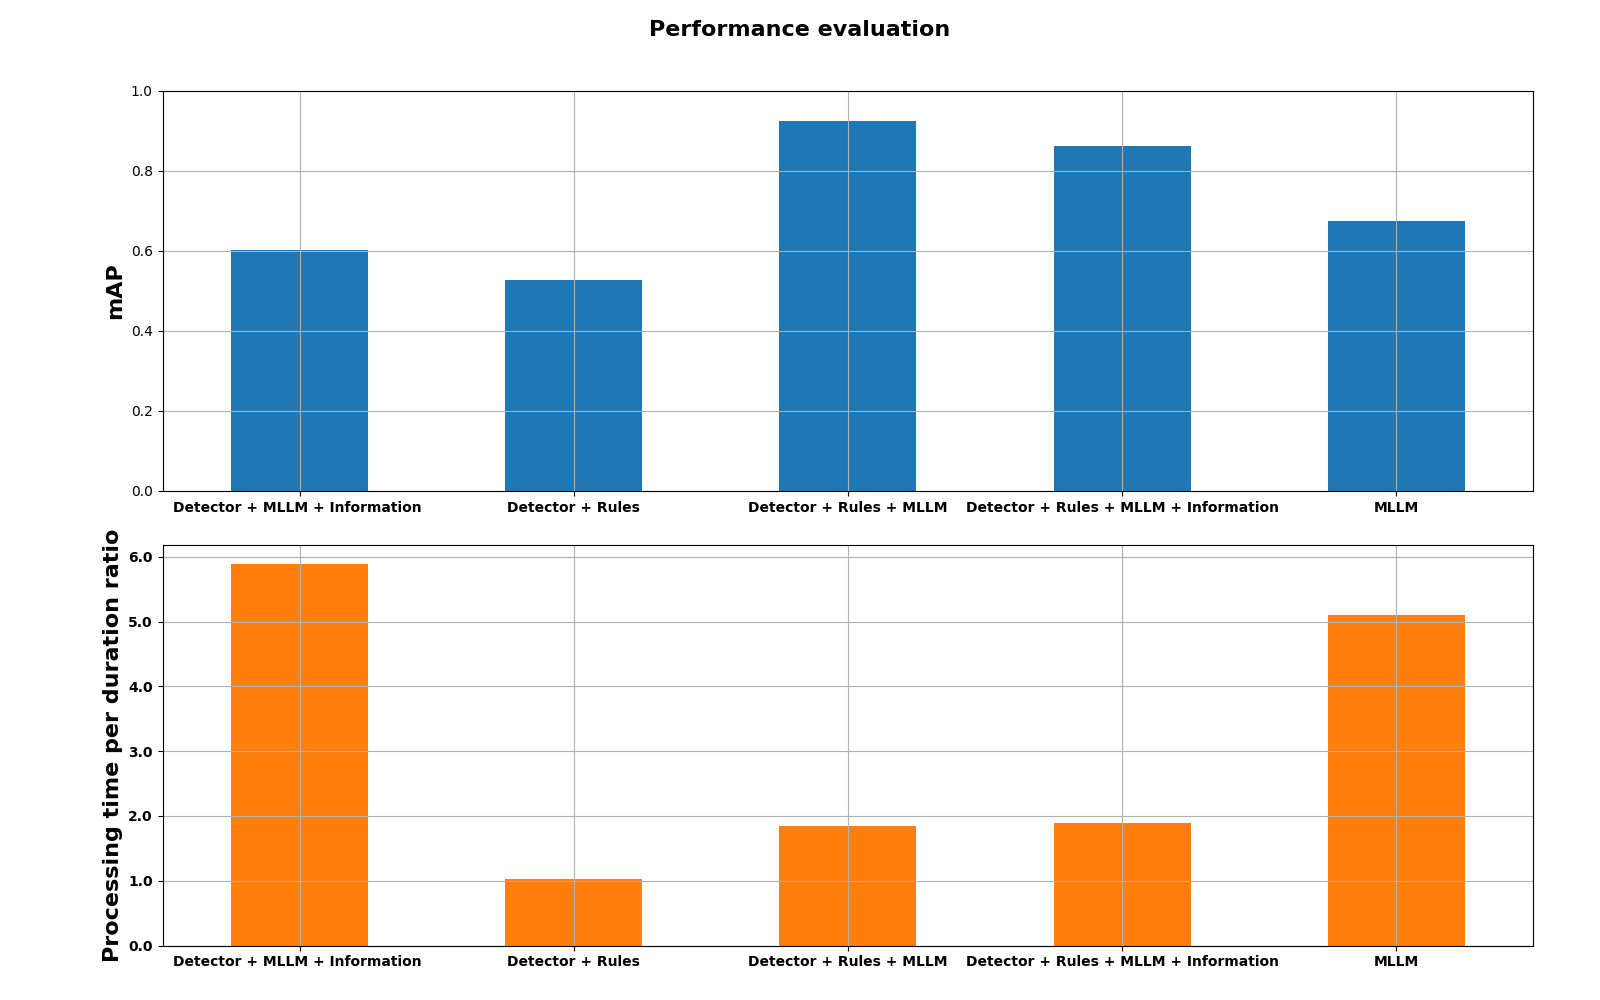 Performance evaluation
mAP
1.0
0.8
0.6
0.4
0.2
0.0
Detector + MLLM + Information
Detector + Rules
Detector + Rules + MLLM
Detector + Rules + MLLM + Information
MLLM
Processing time per duration ratio
6.0
5.0
4.0
3.0
2.0
1.0
0.0
Detector + MLLM + Information
Detector + Rules
Detector + Rules + MLLM
Detector + Rules + MLLM + Information
MLLM